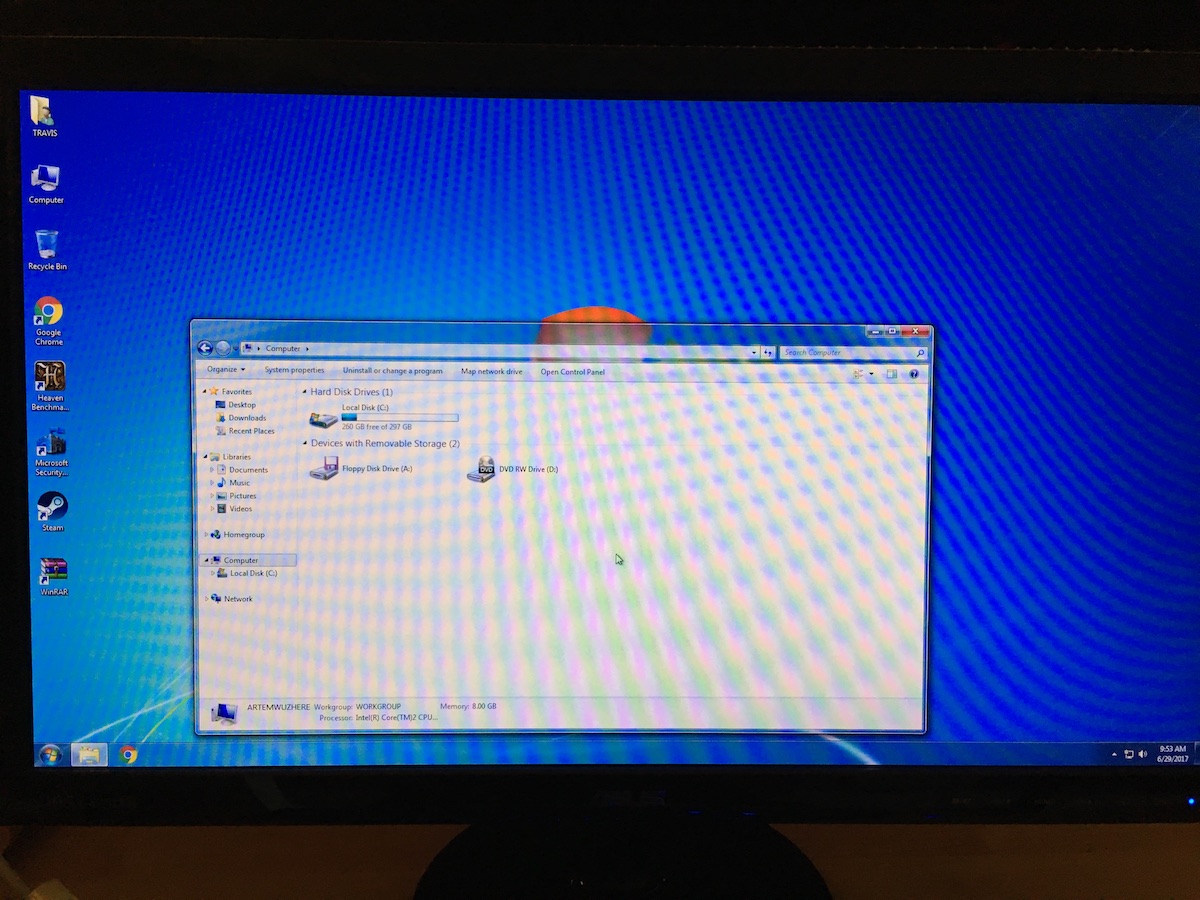 TRAVIS
Computer
Recycle Bin
Google
Chrome
Heaven
Benchma...
Microsoft
Security...
Steam
WinRAR
Computer
Search Computer
Organize
System properties
Uninstall or change a program
Map network drive
Open Control Panel
Favorites
Desktop
Downloads
Recent Places
Libraries
Documents
Music
Pictures
Videos
Homegroup
Computer
Local Disk (C:)
Network
Hard Disk Drives (1)
Local Disk (C:)
260 GB free of 297 GB
Devices with Removable Storage (2)
Floppy Disk Drive (A:)
DVD
DVD RW Drive (D:)
ARTEMWUZHERE Workgroup: WORKGROUP Memory: 8.00 GB
Processor: Intel(R) Core(TM)2 CPU...
9:53 AM
6/29/2017